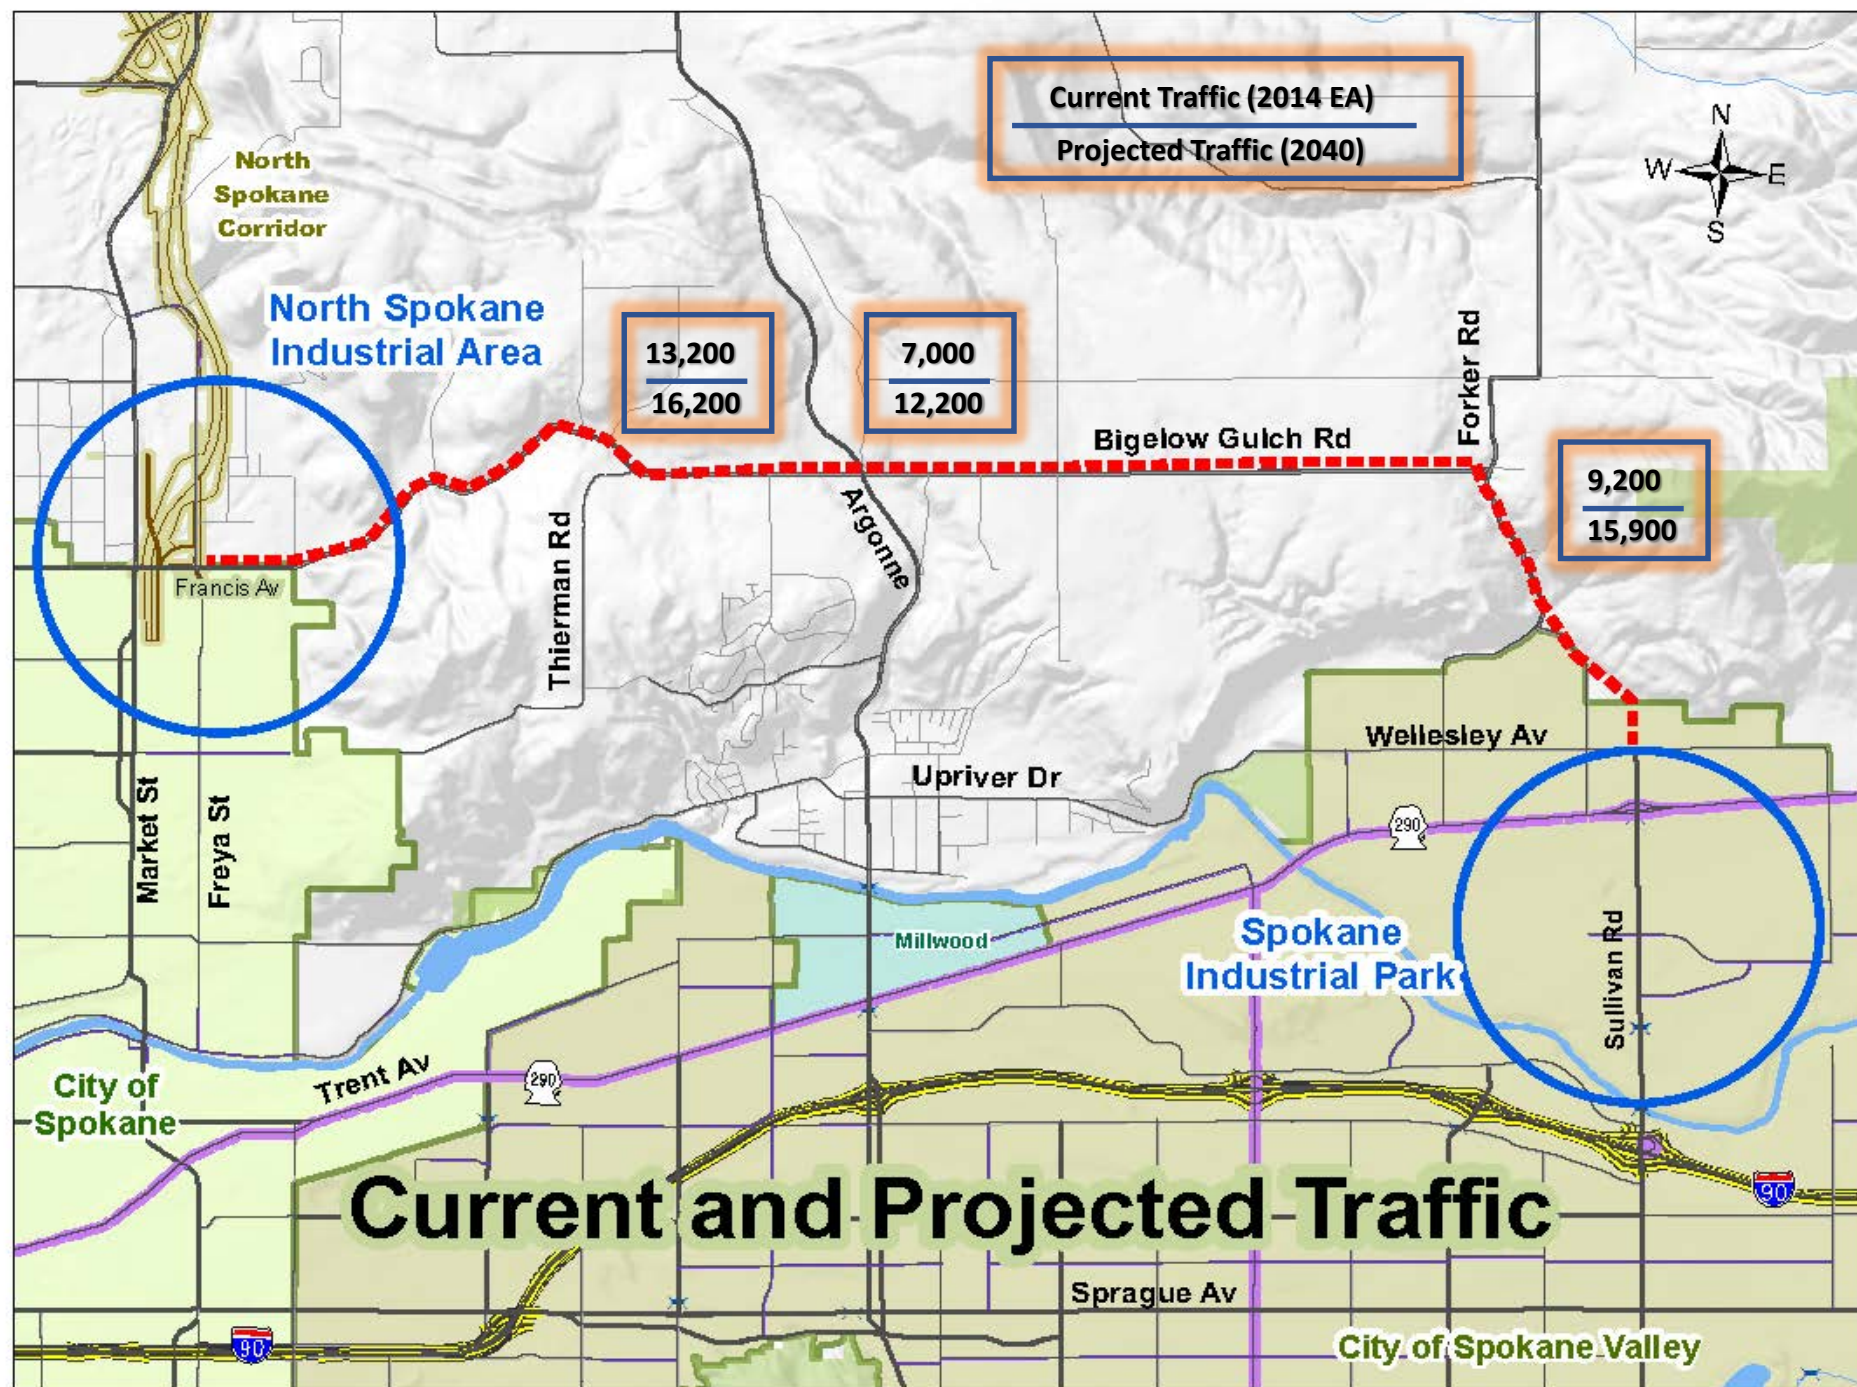 Current Traffic (2014 EA)
Projected Traffic (2040)
N
W
E
S
North
Spokane
Corridor
North Spokane
Industrial Area
13,200
16,200
7,000
12,200
Forker Rd
Bigelow Gulch Rd
9,200
15,900
Argonne
Thierman Rd
Francis Av
Wellesley Av
Upriver Dr
Market St
Freya St
290
Millwood
Spokane
Industrial Park
Sullivan Rd
Trent Av
290
City of
Spokane
90
Current and Projected Traffic
Sprague Av
90
City of Spokane Valley